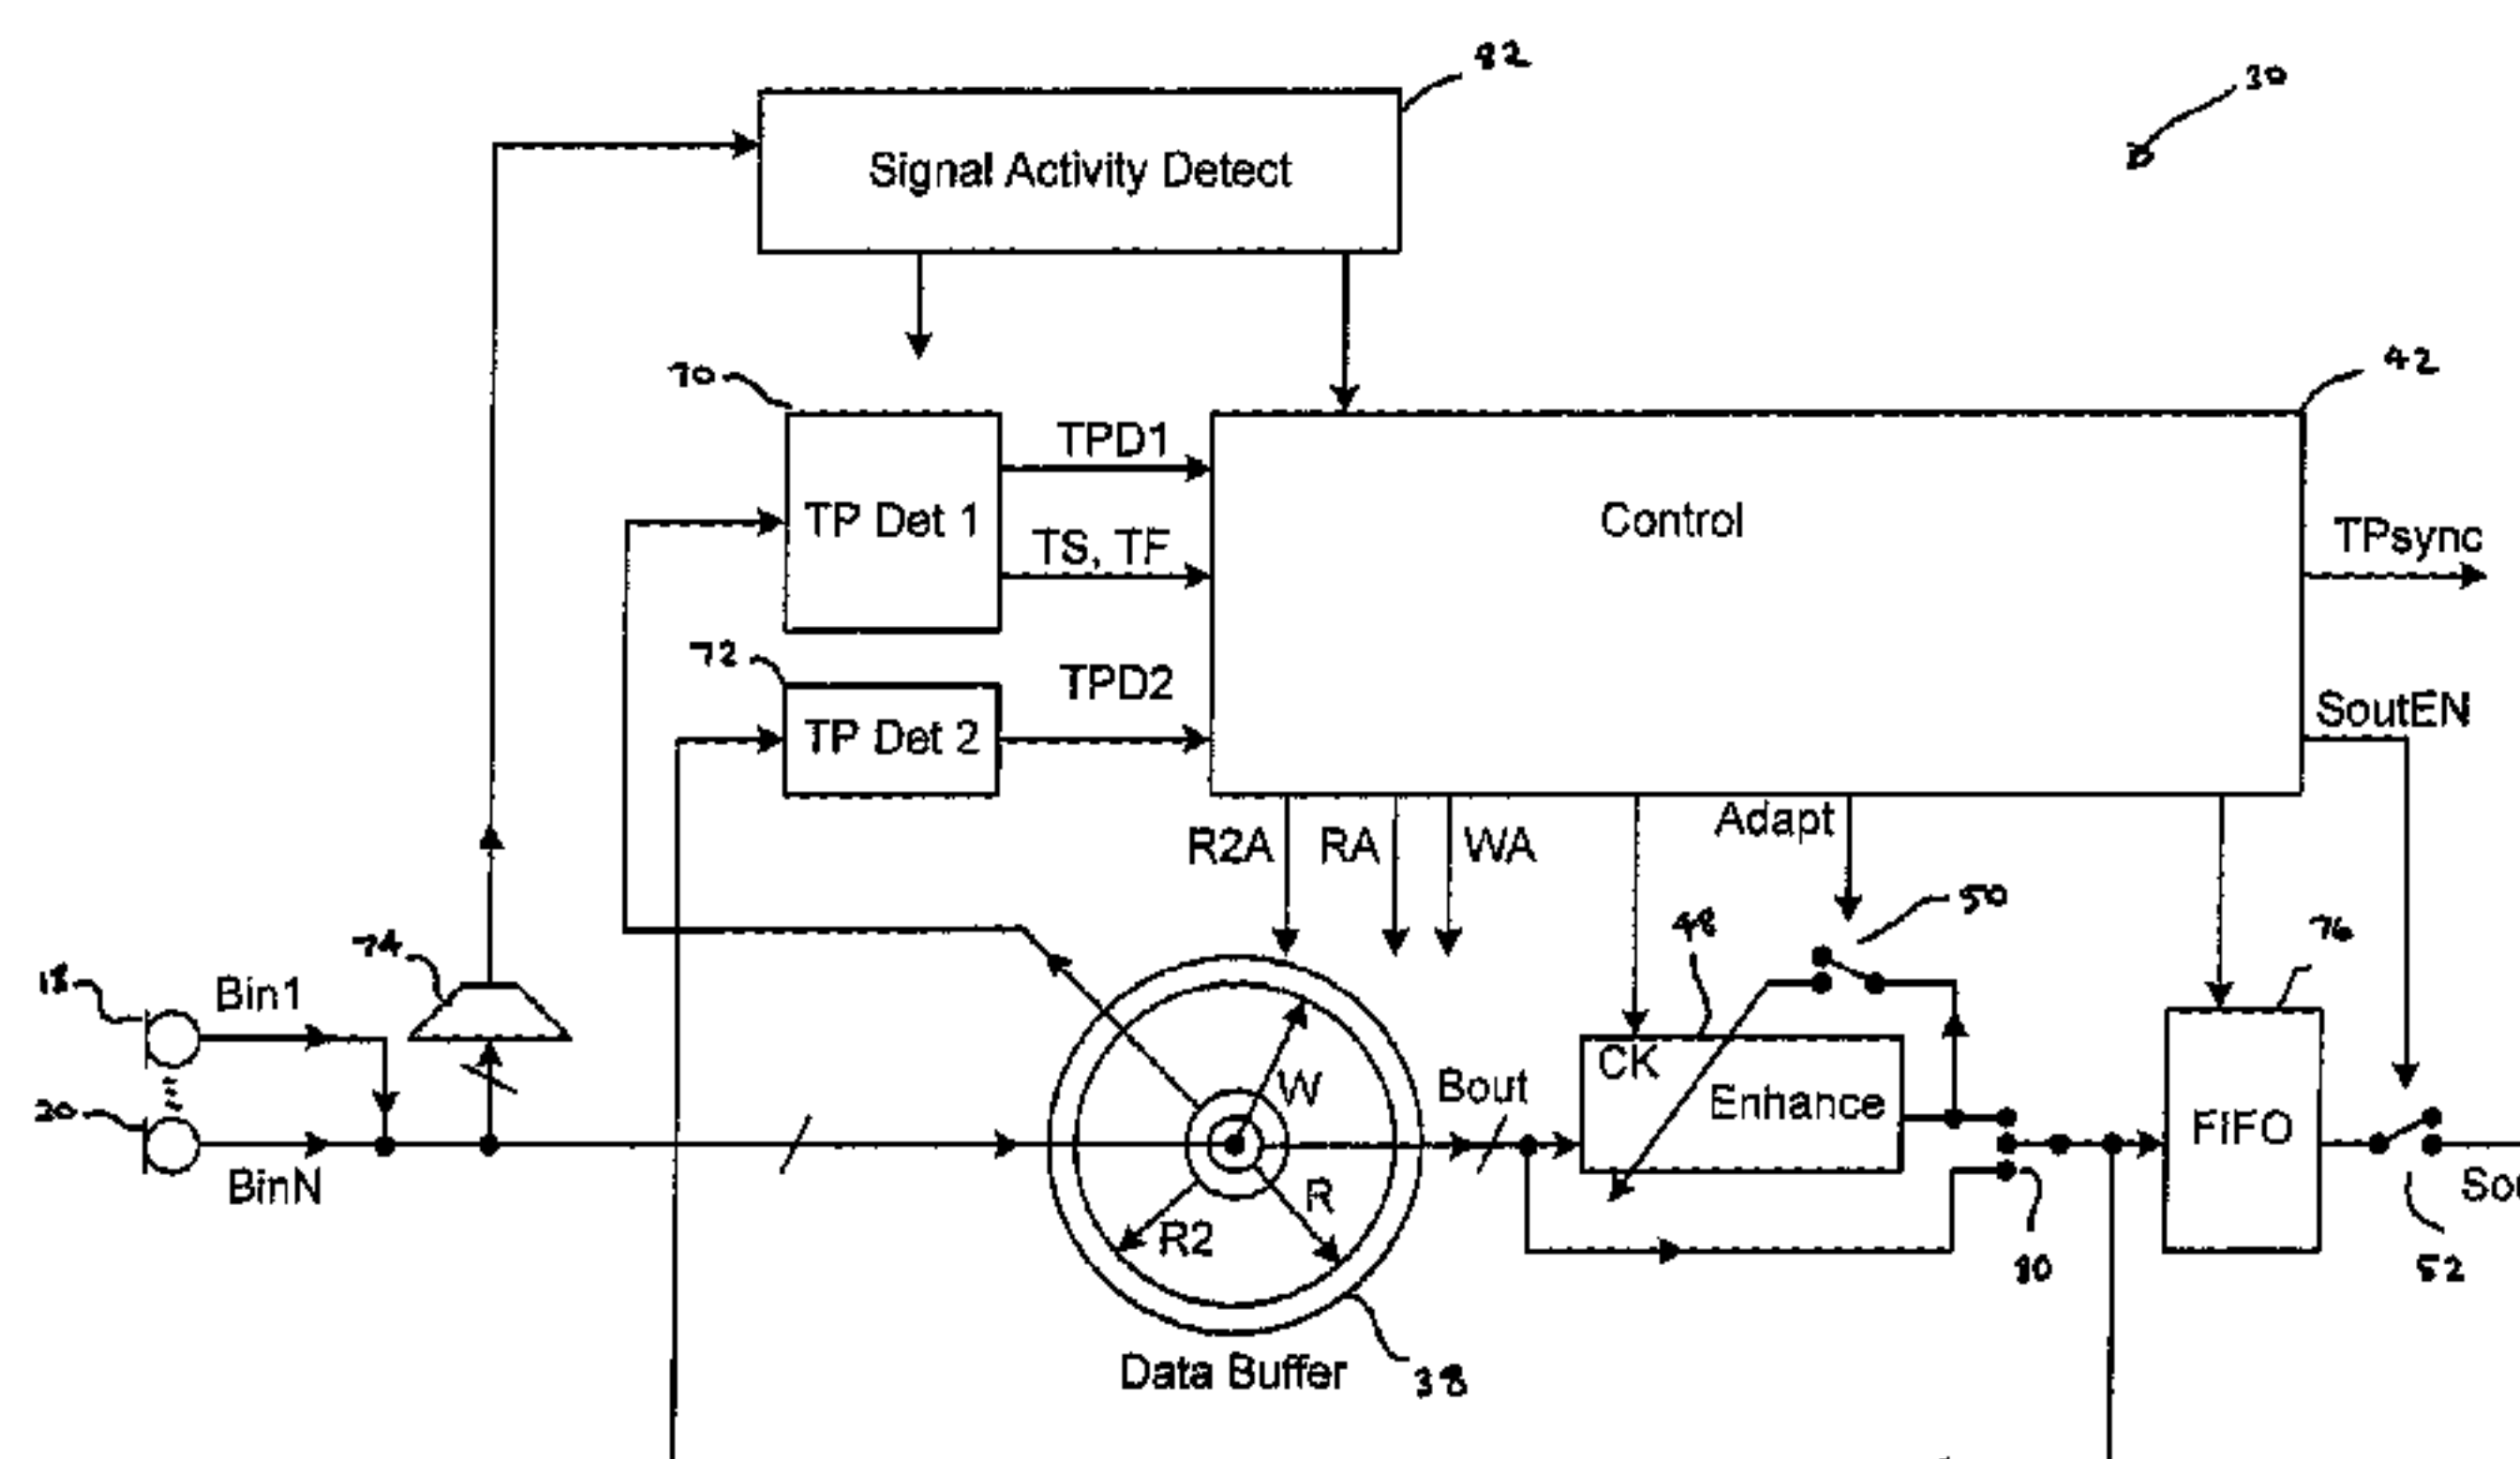 82
30
Signal Activity Detect
70
42
TPD1
TP Det 1
Control
TS, TF
TPsync
72
TPD2
TP Det 2
SoutEN
Adapt
R2A
RA
WA
50
48
76
74
18
Bin1
CK
W
Bout
Enhance
20
FiFO
BinN
R
R2
52
Data Buffer
38